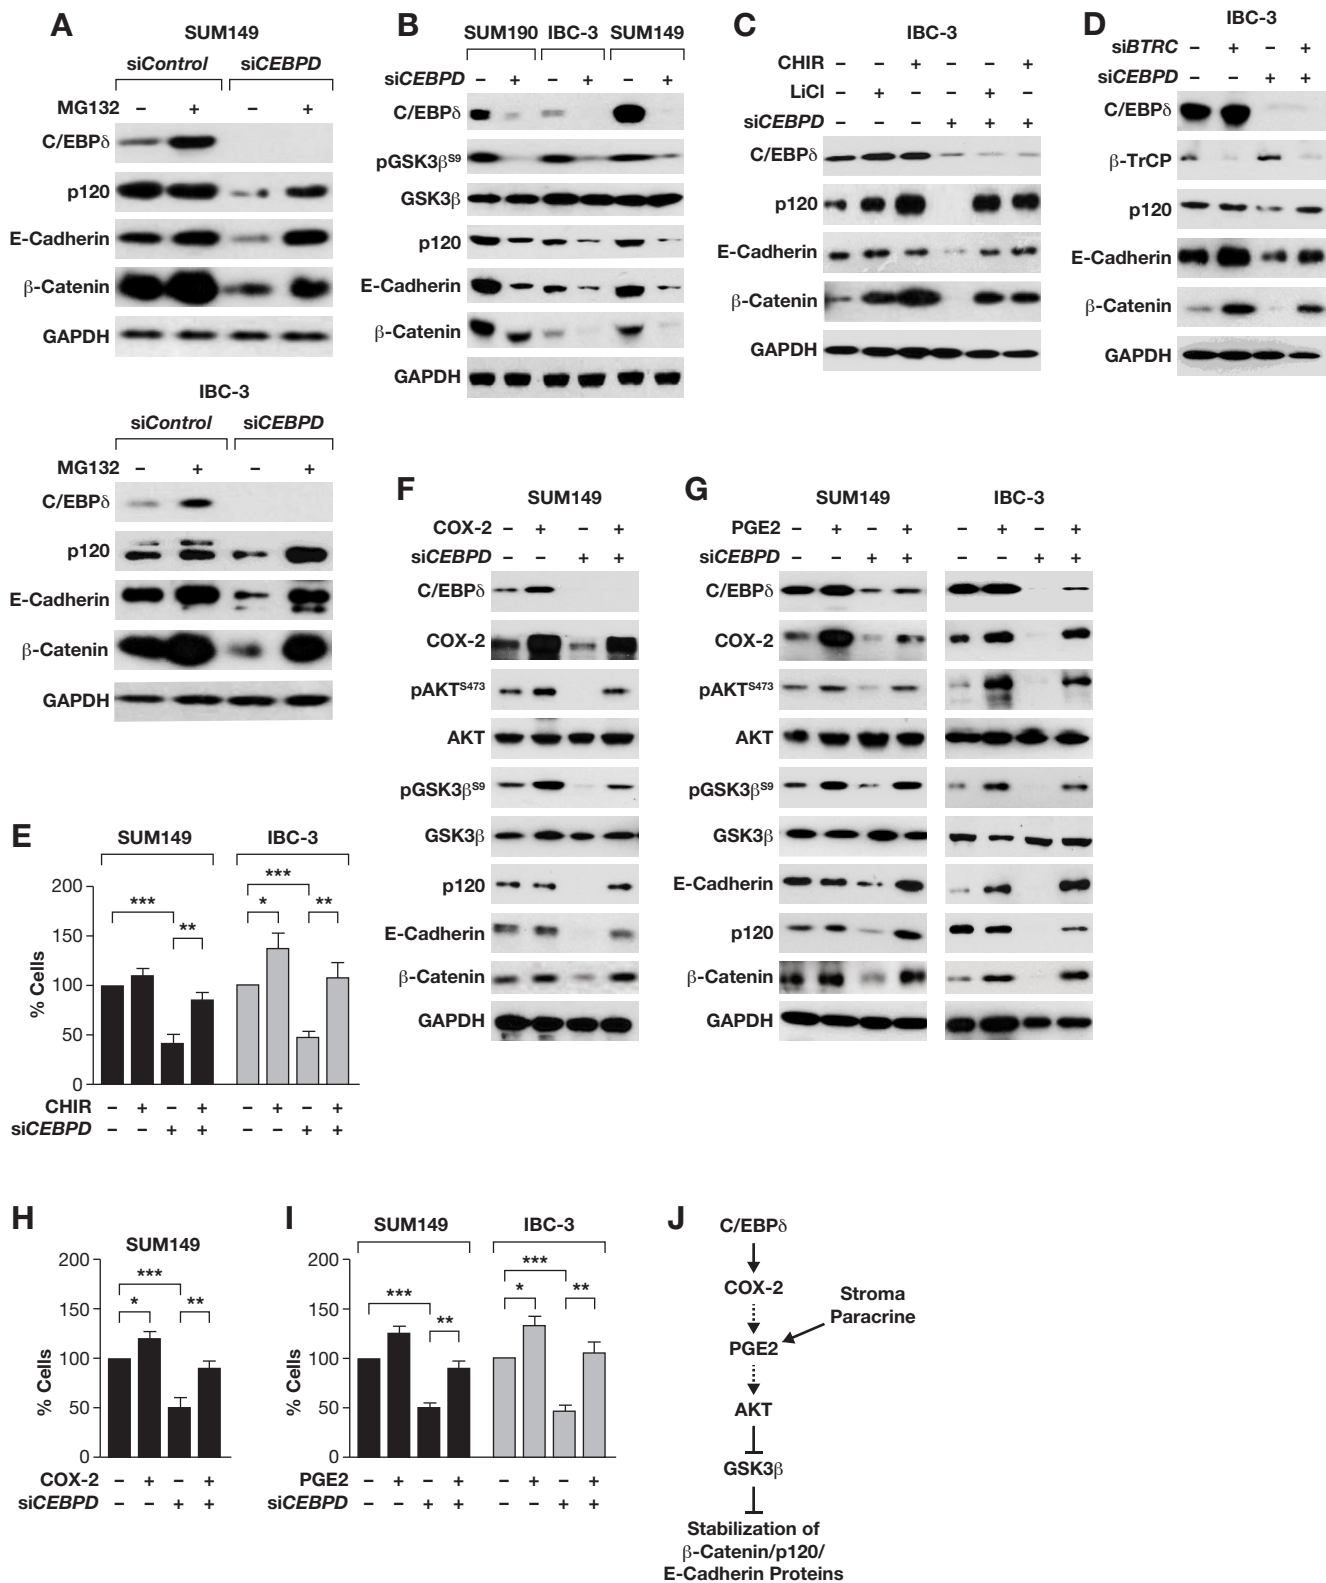 A
SUM149
siControl siCEBPD
MG132 – + – +
C/EBPδ
p120
E-Cadherin
β-Catenin
GAPDH
IBC-3
siControl siCEBPD
MG132 – + – +
C/EBPδ
p120
E-Cadherin
β-Catenin
GAPDH
B
SUM190 IBC-3 SUM149
siCEBPD – + – + – +
C/EBPδ
pGSK3β^S9
GSK3β
p120
E-Cadherin
β-Catenin
GAPDH
C
IBC-3
CHIR – – + – – +
LiCl – + – – + –
siCEBPD – – – + + +
C/EBPδ
p120
E-Cadherin
β-Catenin
GAPDH
D
IBC-3
siBTRC – + – +
siCEBPD – – + +
C/EBPδ
β-TrCP
p120
E-Cadherin
β-Catenin
GAPDH
E
SUM149 IBC-3
200
150
100
50
0
% Cells
*** ** *** * **
CHIR – + – + – + – +
siCEBPD – – + + – – + +
F
SUM149
COX-2 – + – +
siCEBPD – – + +
C/EBPδ
COX-2
pAKT^S473
AKT
pGSK3β^S9
GSK3β
p120
E-Cadherin
β-Catenin
GAPDH
G
SUM149 IBC-3
PGE2 – + – + – + – +
siCEBPD – – + + – – + +
C/EBPδ
COX-2
pAKT^S473
AKT
pGSK3β^S9
GSK3β
E-Cadherin
p120
β-Catenin
GAPDH
H
SUM149
200
150
100
50
0
% Cells
*** * **
COX-2 – + – +
siCEBPD – – + +
I
SUM149 IBC-3
200
150
100
50
0
% Cells
*** ** *** * **
PGE2 – + – + – + – +
siCEBPD – – + + – – + +
J
C/EBPδ
COX-2
Stroma
Paracrine
PGE2
AKT
GSK3β
Stabilization of
β-Catenin/p120/
E-Cadherin Proteins